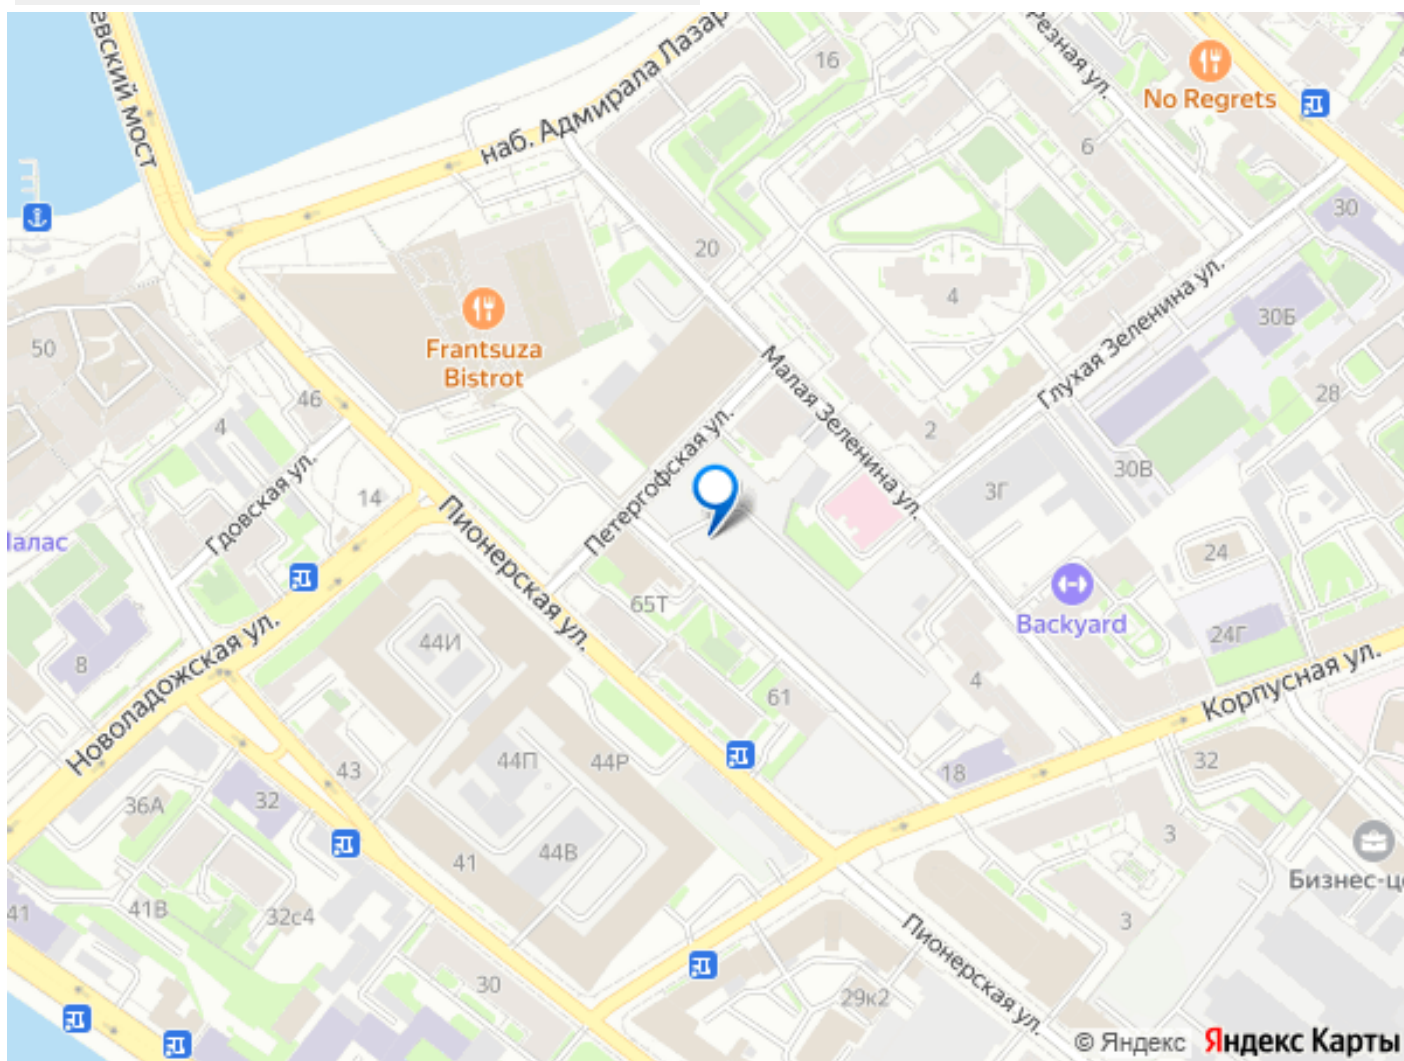 наб. Адмирала Лазар
евский мост
Резная ул.
No Regrets
16
6
30
20
4
Глухая Зеленина ул.
30Б
50
Frantsuza
Bistrot
Малая Зеленина ул.
28
46
4
2
Петергофская ул.
30В
14
3Г
Гдовская ул.
Пионерская ул.
Палас
24
65Т
Backyard
24Г
44И
8
Новоладожская ул.
61
4
Корпусная ул.
43
44П
44Р
18
32
36А
32
3
41
44В
Бизнес-це
41
41В
32с4
3
Пионерская ул.
30
29к2
© Яндекс Яндекс Карты